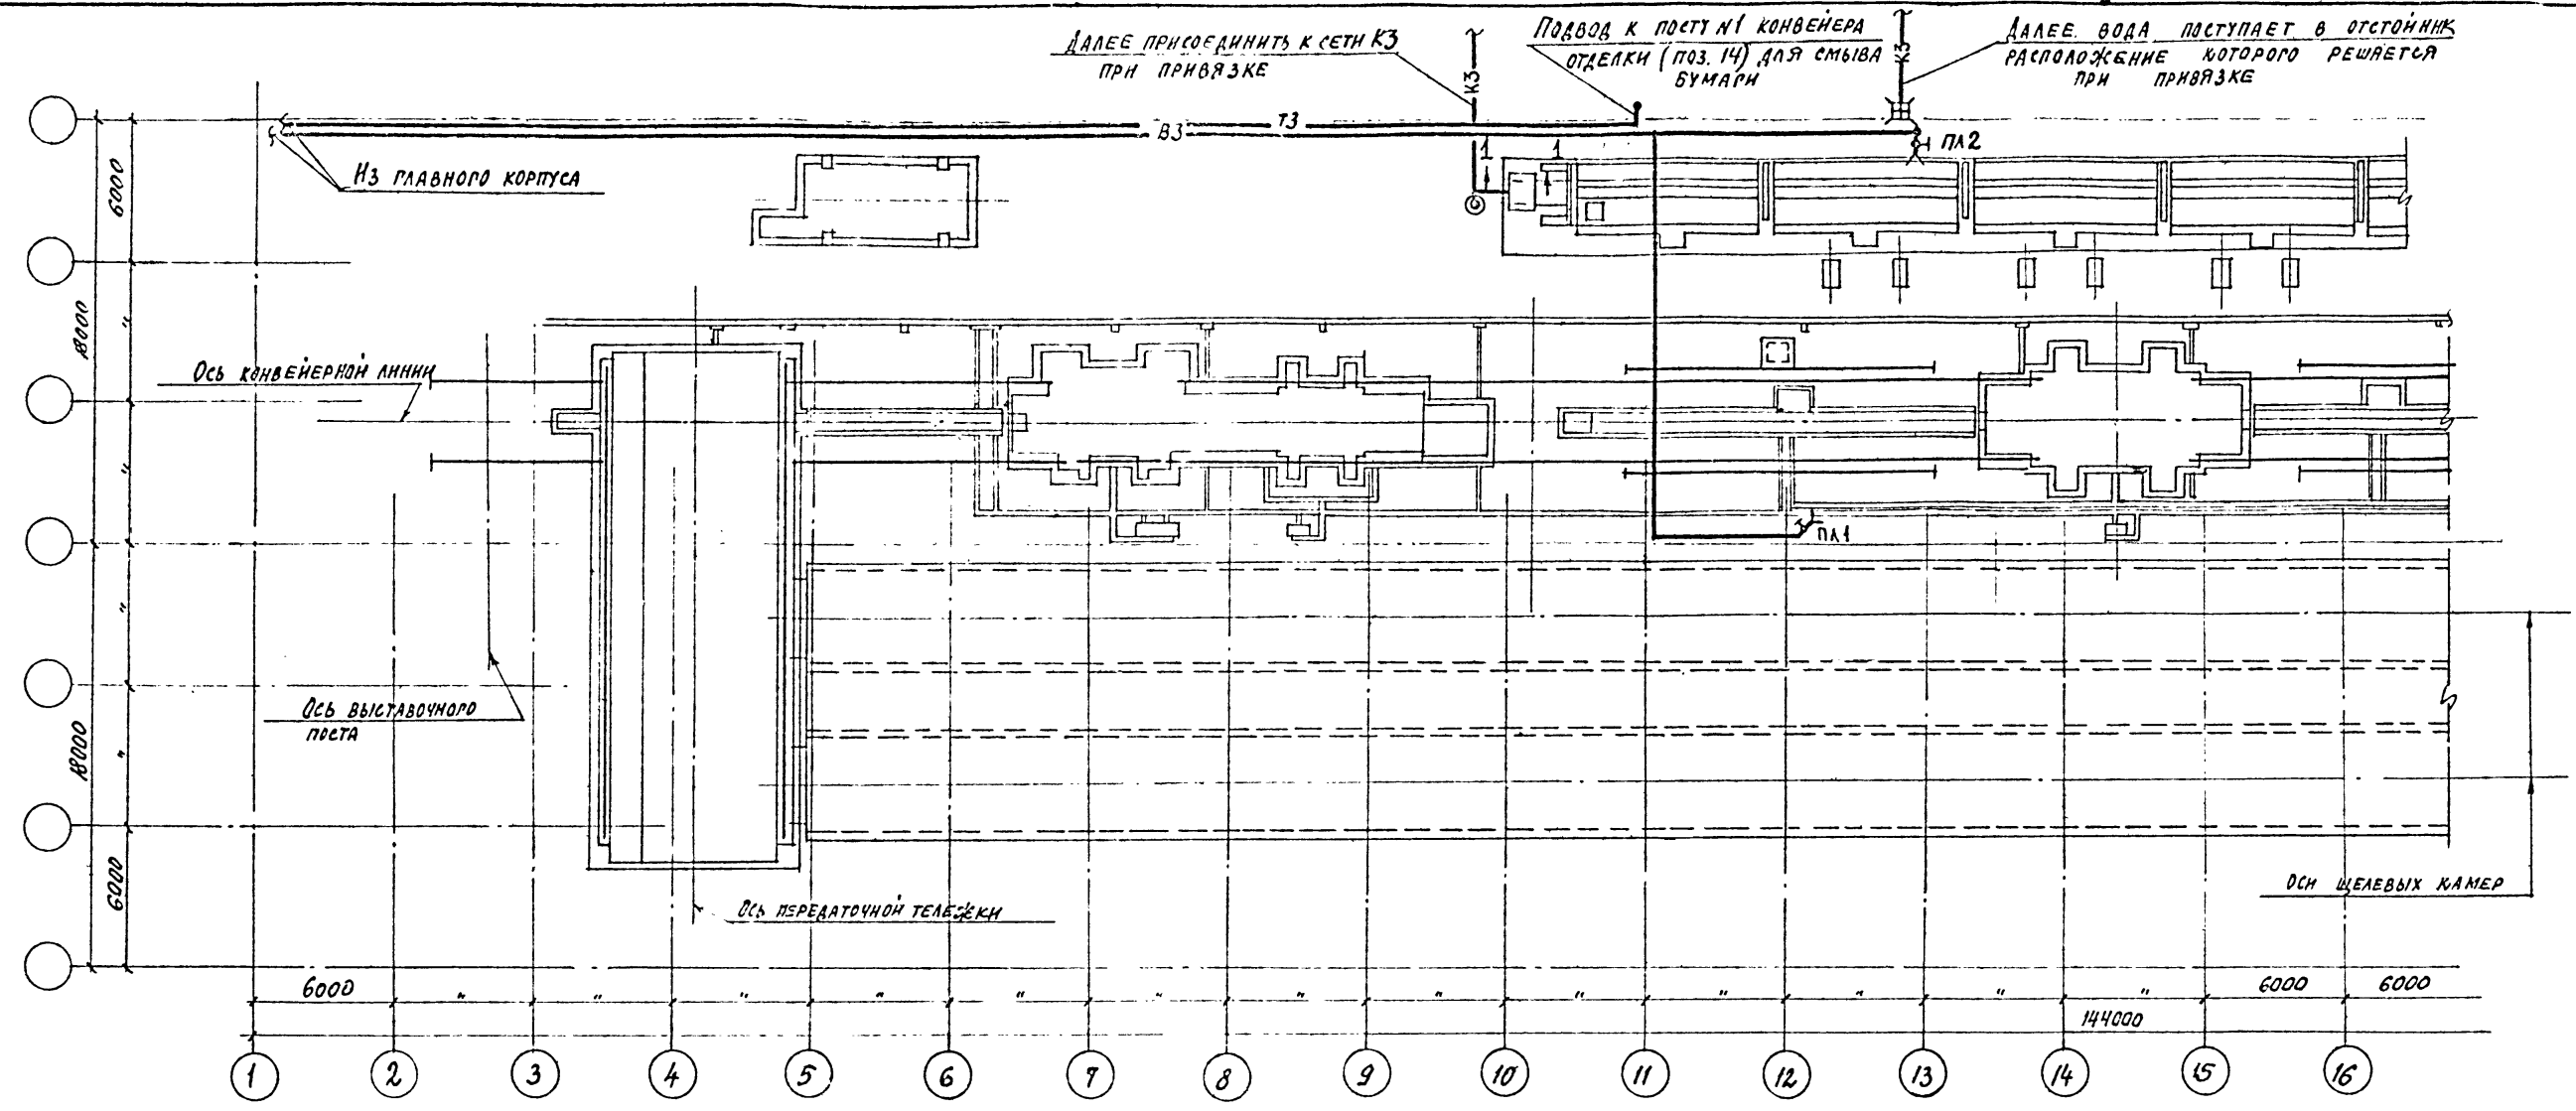 Далее присоединить к сети К3
при привязке
Подвод к посту №1 конвейера
отделки (поз. 14) для смыва
бумаги
Далее вода поступает в отстойник
расположение которого решается
при привязке
К3
К3
В3
Т3
Из главного корпуса
1
1
ПЛ2
6000
18000
"
Ось конвейерной линии
"
ПЛ1
"
Ось выставочного
поста
18000
"
6000
Ось передаточной тележки
Оси щелевых камер
6000 " " " " " " " " " " " " " 6000 6000
144000
1 2 3 4 5 6 7 8 9 10 11 12 13 14 15 16